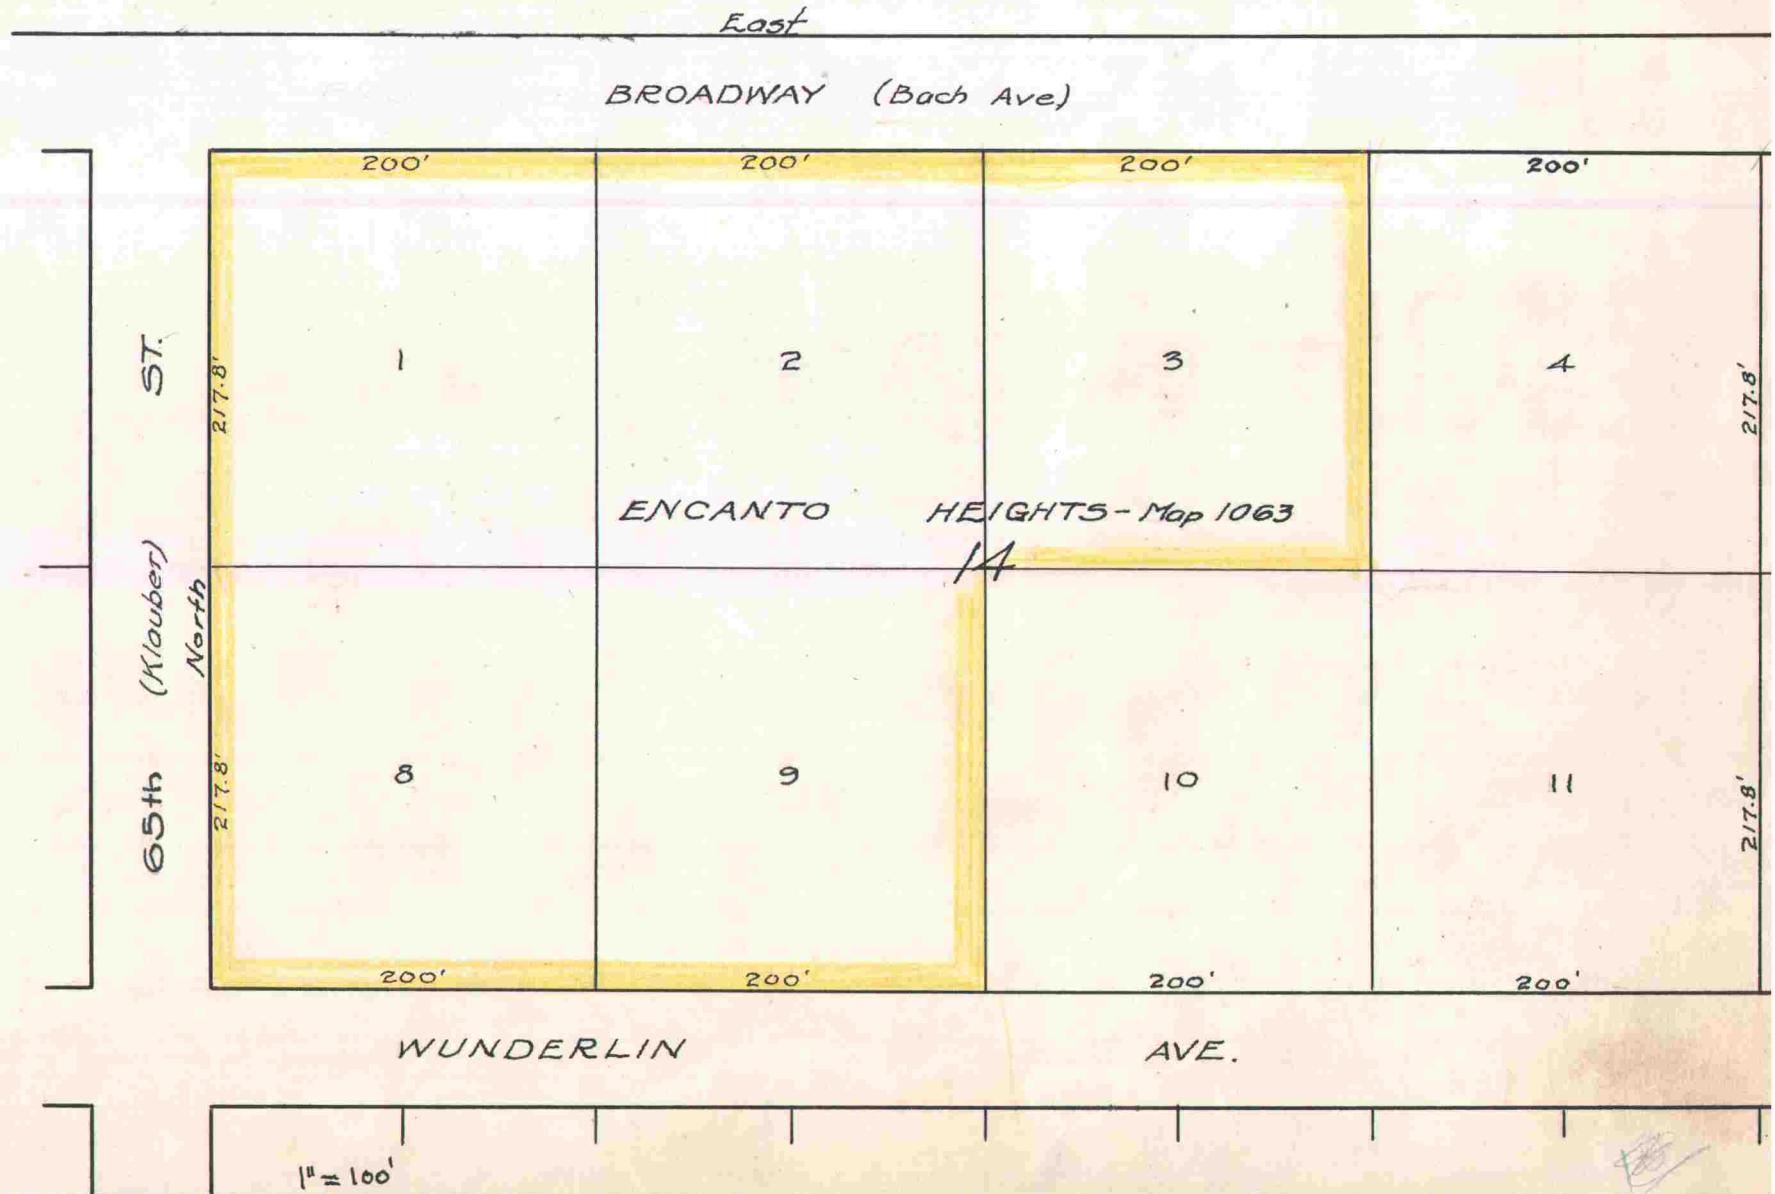 East
BROADWAY (Bach Ave)
200' 200' 200' 200'
65th (Klauber) ST.
North
217.8'
217.8'
1 2 3 4
217.8'
ENCANTO HEIGHTS - Map 1063
14
8 9 10 11
217.8'
200' 200' 200' 200'
WUNDERLIN AVE.
1" = 100'